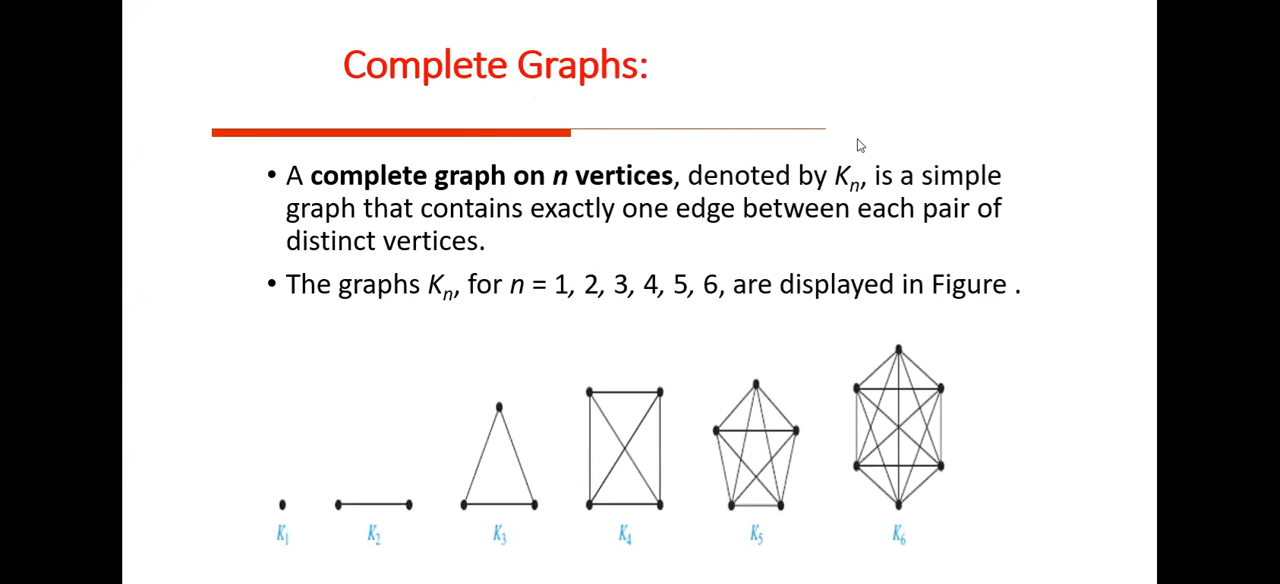 Complete Graphs:
• A complete graph on n vertices, denoted by Kn, is a simple
graph that contains exactly one edge between each pair of
distinct vertices.
• The graphs Kn, for n = 1, 2, 3, 4, 5, 6, are displayed in Figure .
K1 K2 K3 K4 K5 K6